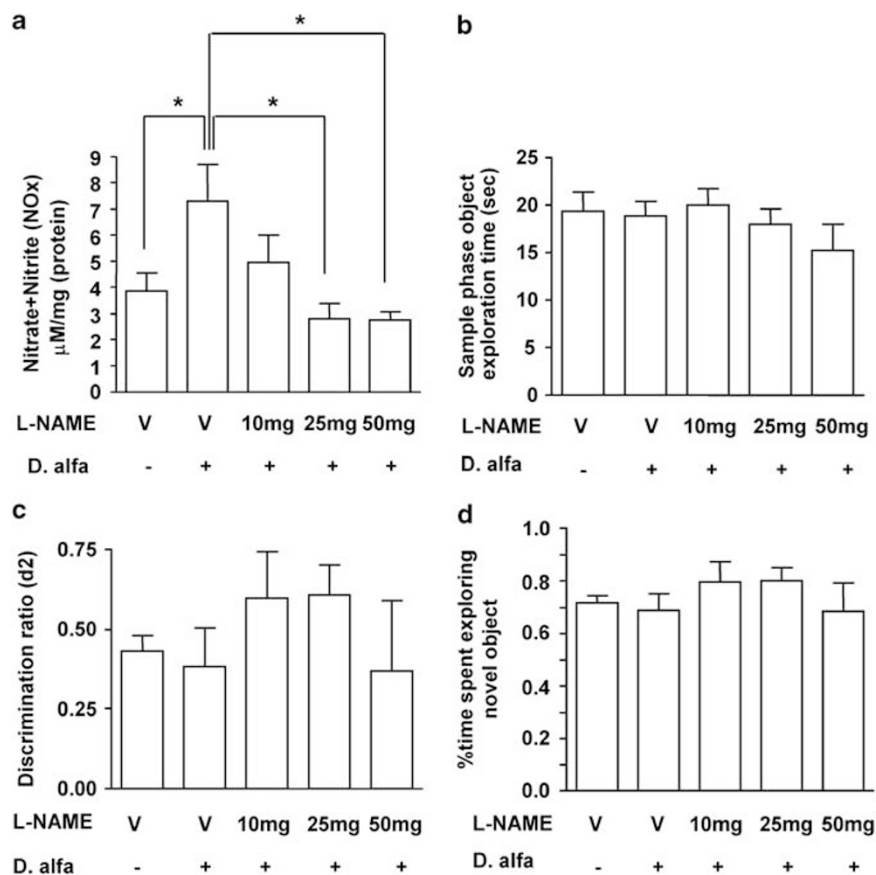 a
*
*
*
Nitrate+Nitrite (NOx)
µM/mg (protein)
9
8
7
6
5
4
3
2
1
0
L-NAME V V 10mg 25mg 50mg
D. alfa - + + + +
b
Sample phase object
exploration time (sec)
25
20
15
10
15
0
L-NAME V V 10mg 25mg 50mg
D. alfa - + + + +
c
Discrimination ratio (d2)
0.75
0.50
0.25
0.00
L-NAME V V 10mg 25mg 50mg
D. alfa - + + + +
d
%time spent exploring
novel object
1.0
0.8
0.6
0.4
0.2
0.0
L-NAME V V 10mg 25mg 50mg
D. alfa - + + + +